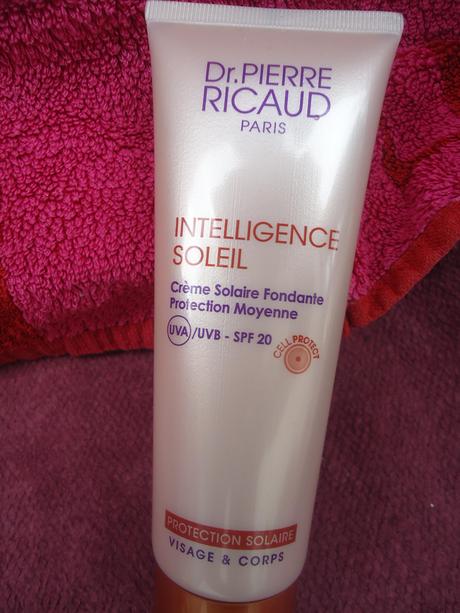 Dr.PIERRE
RICAUD
PARIS
INTELLIGENCE
SOLEIL
Crème Solaire Fondante
Protection Moyenne
UVA/UVB - SPF 20
CELL PROTECT
PROTECTION SOLAIRE
VISAGE & CORPS